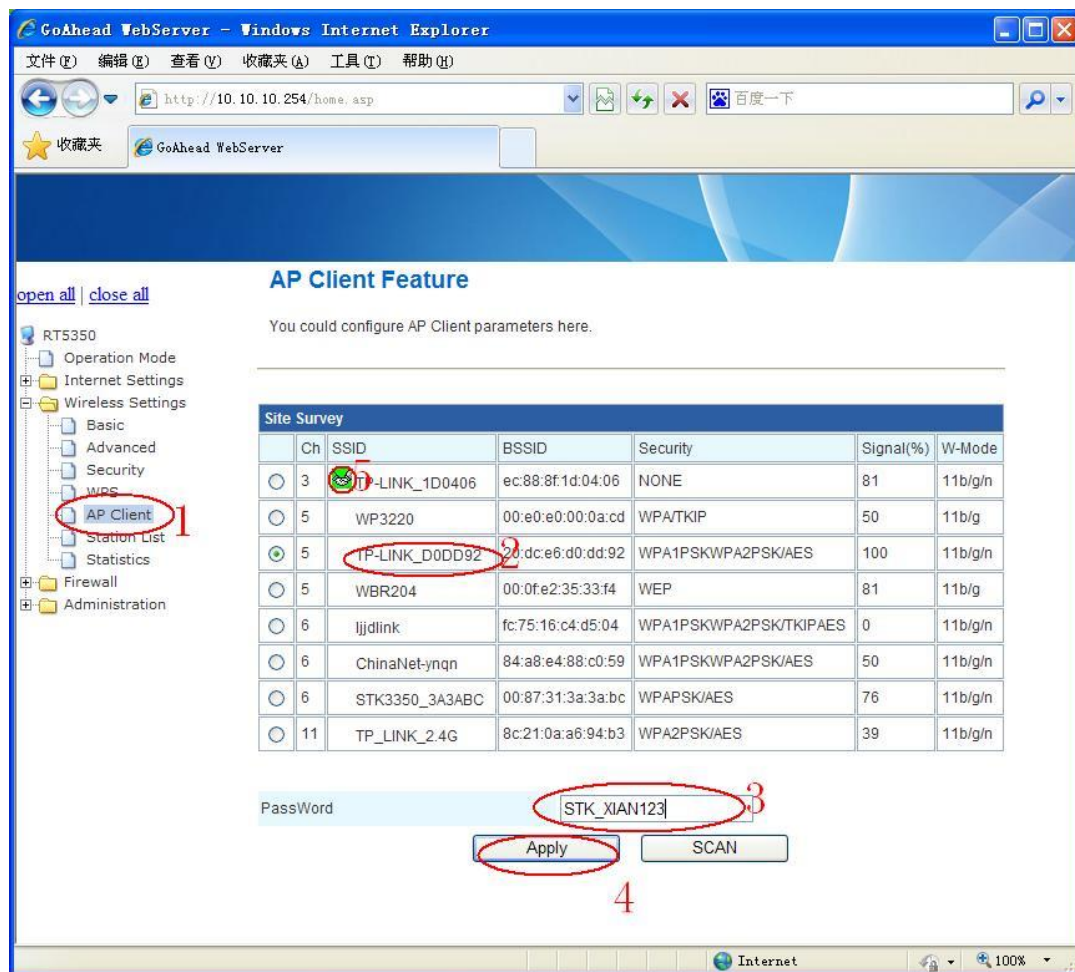 GoAhead WebServer - Windows Internet Explorer
文件(F) 编辑(E) 查看(V) 收藏夹(A) 工具(T) 帮助(H)
http://10.10.10.254/home.asp 百度一下
收藏夹 GoAhead WebServer
open all | close all
RT5350
Operation Mode
Internet Settings
Wireless Settings
Basic
Advanced
Security
WPS
AP Client 1
Station List
Statistics
Firewall
Administration
AP Client Feature
You could configure AP Client parameters here.
Site Survey
Ch SSID BSSID Security Signal(%) W-Mode
3 5 TP-LINK_1D0406 ec:88:8f:1d:04:06 NONE 81 11b/g/n
5 WP3220 00:e0:e0:00:0a:cd WPA/TKIP 50 11b/g
5 TP-LINK_D0DD92 2 20:dc:e6:d0:dd:92 WPA1PSKWPA2PSK/AES 100 11b/g/n
5 WBR204 00:0f:e2:35:33:f4 WEP 81 11b/g
6 ljjdlink fc:75:16:c4:d5:04 WPA1PSKWPA2PSK/TKIPAES 0 11b/g/n
6 ChinaNet-ynqn 84:a8:e4:88:c0:59 WPA1PSKWPA2PSK/AES 50 11b/g/n
6 STK3350_3A3ABC 00:87:31:3a:3a:bc WPAPSK/AES 76 11b/g/n
11 TP_LINK_2.4G 8c:21:0a:a6:94:b3 WPA2PSK/AES 39 11b/g/n
PassWord STK_XIAN123 3
Apply SCAN
4
Internet 100%